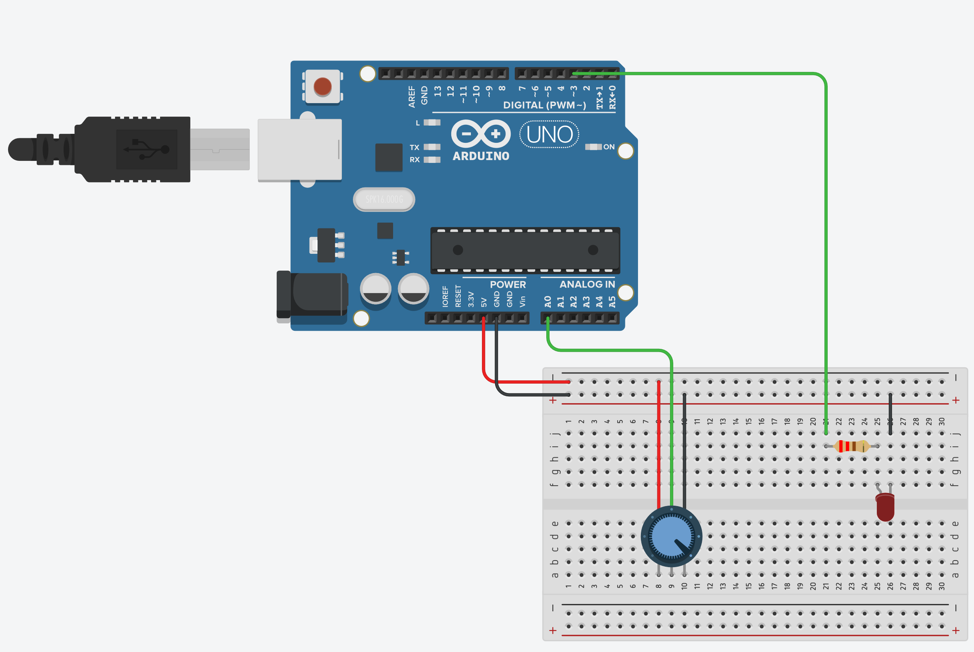 AREF
GND
13
12
~11
~10
~9
8
7
~6
~5
4
~3
2
TX→1
RX←0
DIGITAL (PWM~)
L
TX
RX
ARDUINO
UNO
ON
IOREF
RESET
3.3V
5V
GND
GND
Vin
POWER
ANALOG IN
A0
A1
A2
A3
A4
A5
1 2 3 4 5 6 7 8 10 11 12 13 14 15 16 17 18 19 20 21 22 23 24 25 26 27 28 29 30
j j
i i
h h
g g
f f
e e
d d
c c
b b
a a
1 2 3 4 5 6 7 8 9 10 11 12 13 14 15 16 17 18 19 20 21 22 23 24 25 26 27 28 29 30